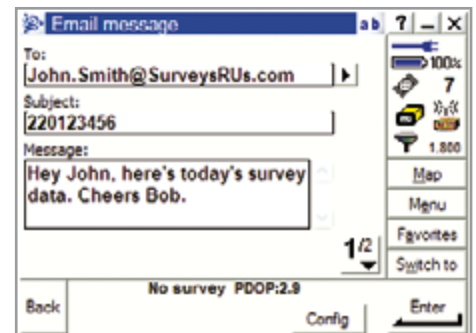 Email message
ab
?
To:
John.Smith@SurveysRUs.com
Subject:
220123456
Message:
Hey John, here's today's survey
data. Cheers Bob.
1/2
100%
7
1.800
Map
Menu
Favorites
Switch to
No survey PDOP:2.9
Back
Config
Enter